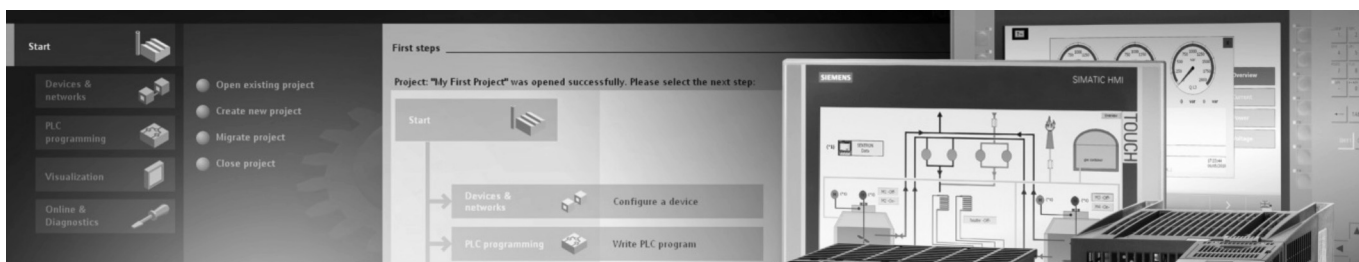 Start
Devices &
networks
PLC
programming
Visualization
Online &
Diagnostics
Open existing project
Create new project
Migrate project
Close project
First steps
Project: "My First Project" was opened successfully. Please select the next step:
Start
Devices &
networks
Configure a device
PLC programming
Write PLC program
SIEMENS
SIMATIC HMI
TOUCH
Overview